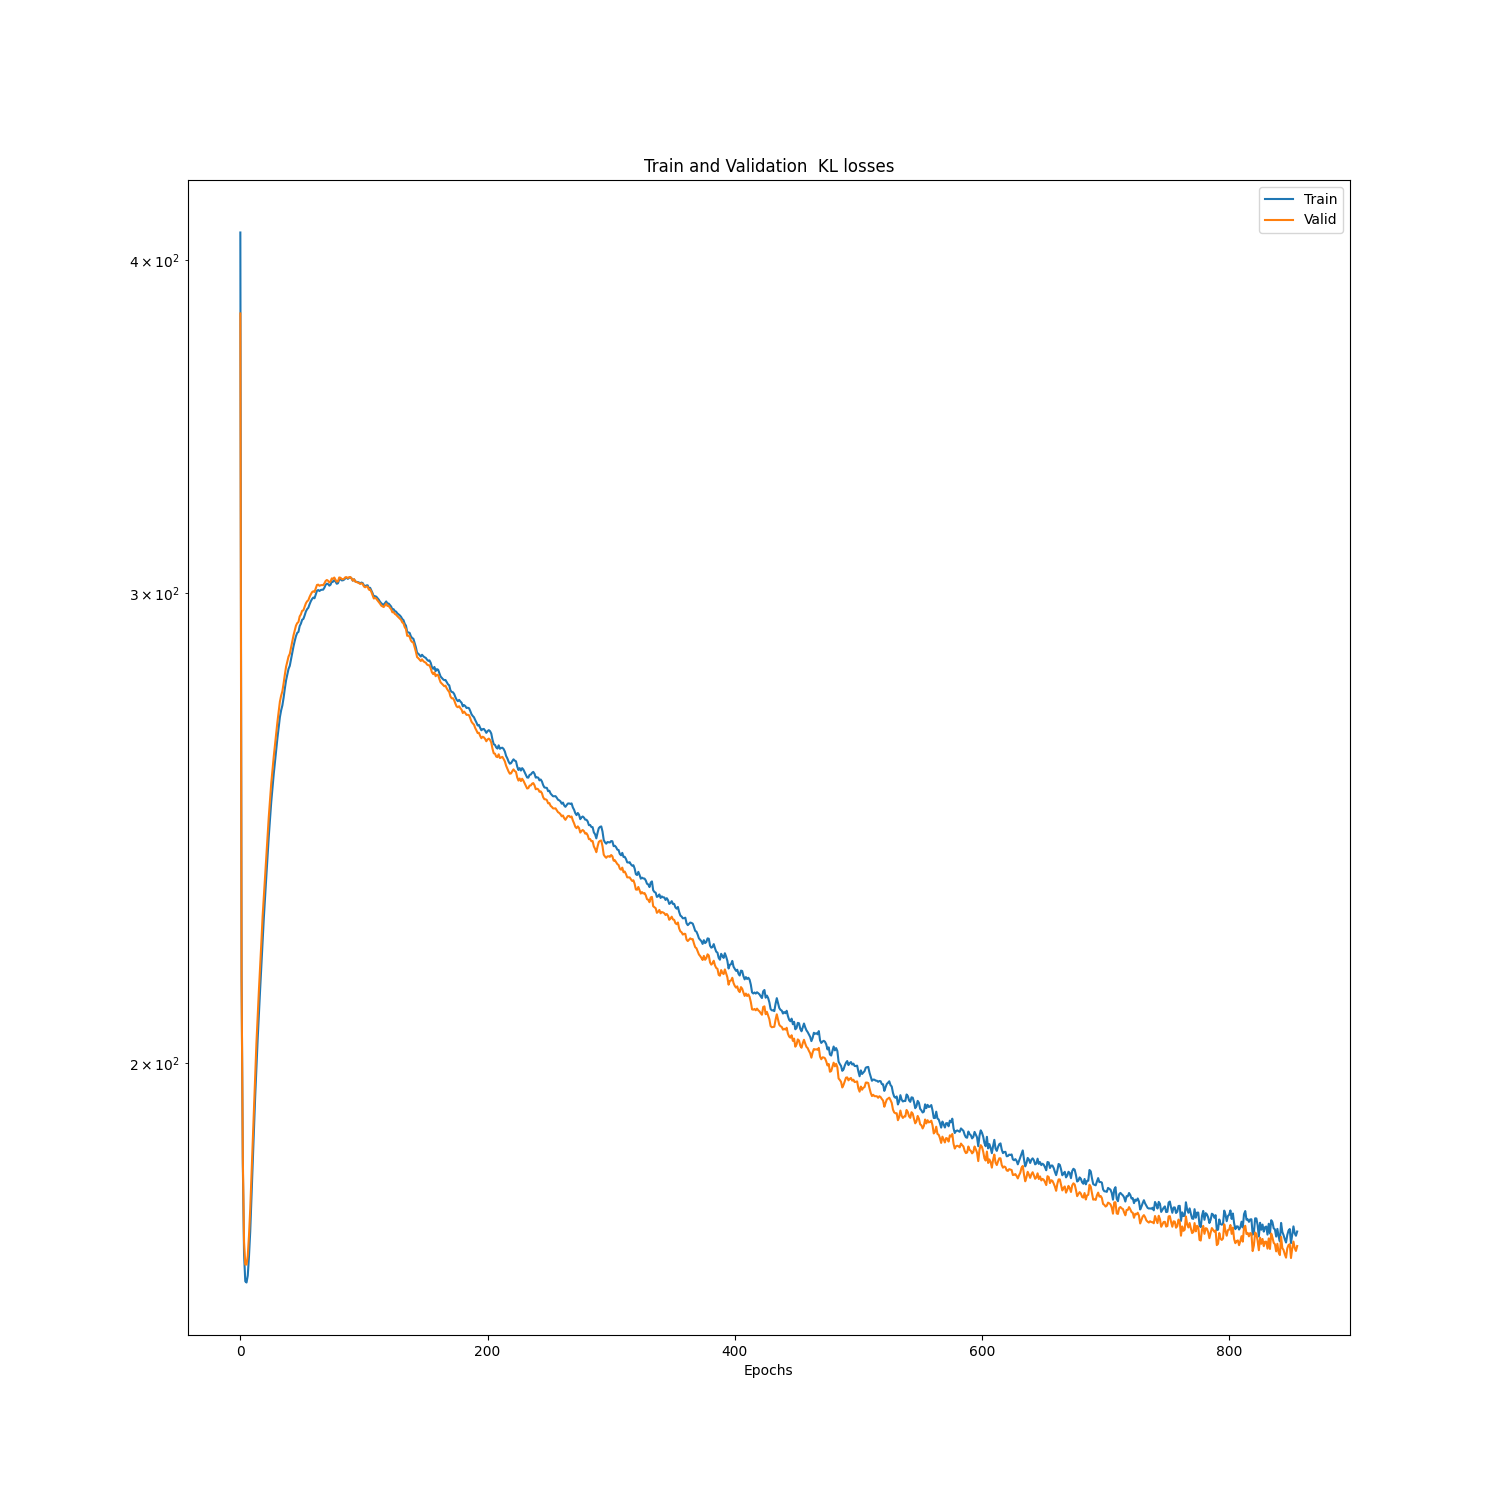 Train and Validation  KL losses
Train
Valid
4 × 10²
3 × 10²
2 × 10²
0 200 400 600 800
Epochs